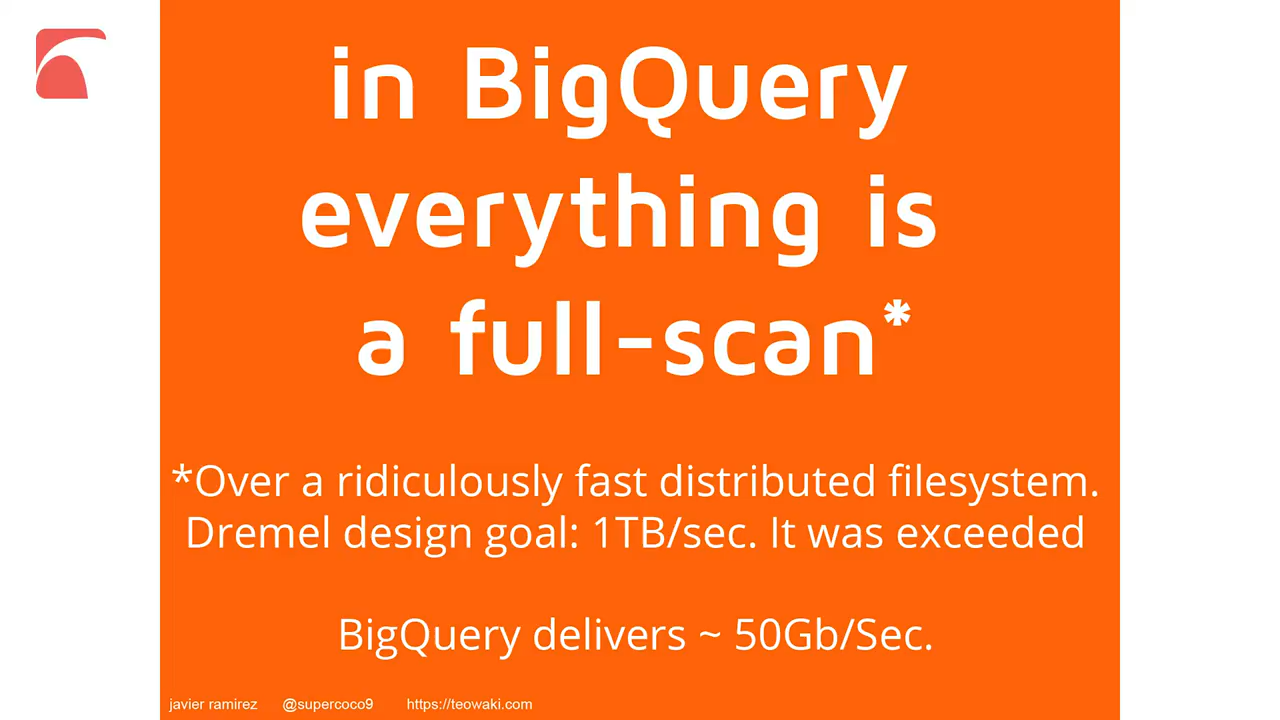 in BigQuery
everything is
a full-scan*
*Over a ridiculously fast distributed filesystem.
Dremel design goal: 1TB/sec. It was exceeded
BigQuery delivers ~ 50Gb/Sec.
javier ramirez @supercoco9 https://teowaki.com